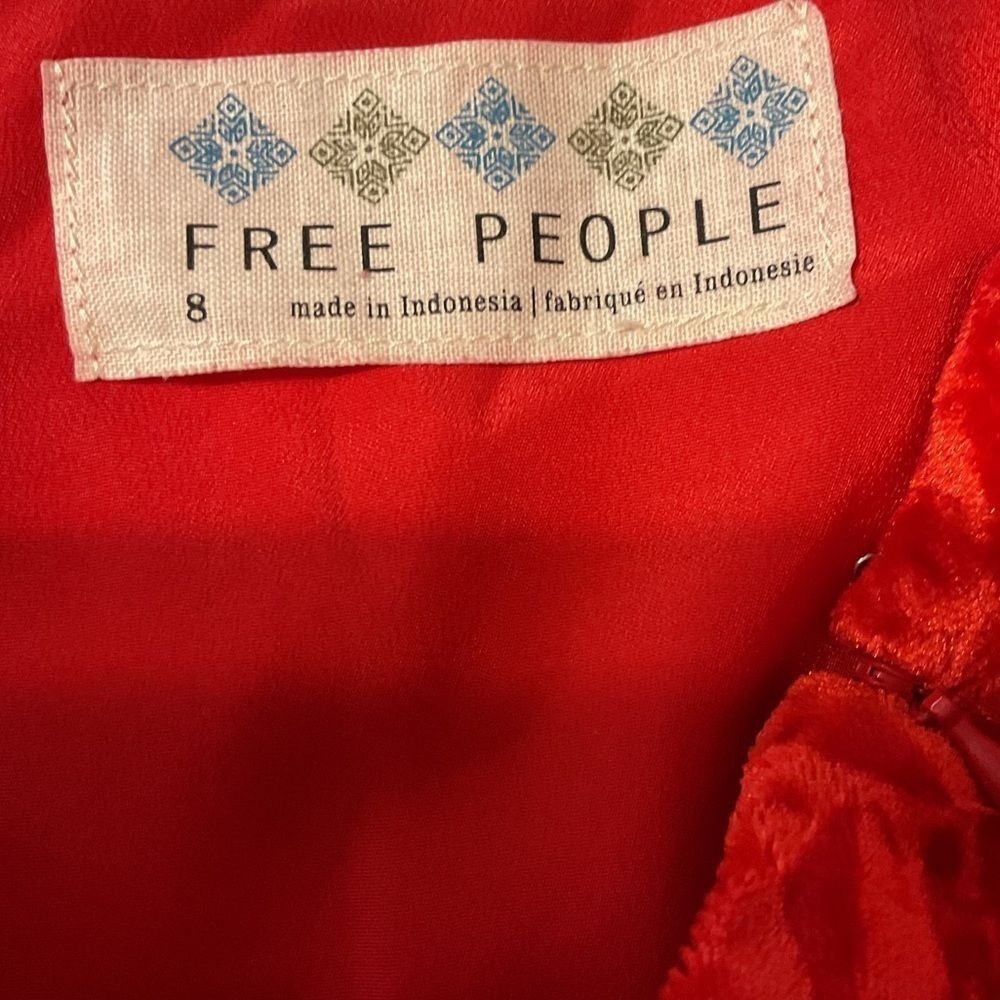 FREE PEOPLE
8 made in Indonesia | fabriqué en Indonesie